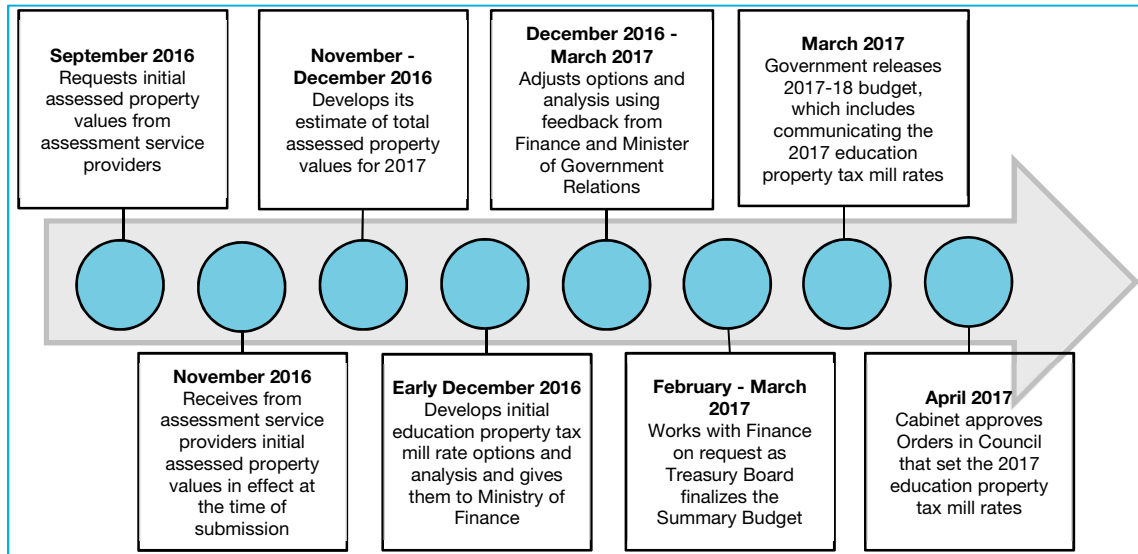 September 2016
Requests initial
assessed property
values from
assessment service
providers
November 2016
Receives from
assessment service
providers initial
assessed property
values in effect at
the time of
submission
November -
December 2016
Develops its
estimate of total
assessed property
values for 2017
Early December 2016
Develops initial
education property tax
mill rate options and
analysis and gives
them to Ministry of
Finance
December 2016 -
March 2017
Adjusts options and
analysis using
feedback from
Finance and Minister
of Government
Relations
February - March
2017
Works with Finance
on request as
Treasury Board
finalizes the
Summary Budget
March 2017
Government releases
2017-18 budget,
which includes
communicating the
2017 education
property tax mill rates
April 2017
Cabinet approves
Orders in Council
that set the 2017
education property
tax mill rates